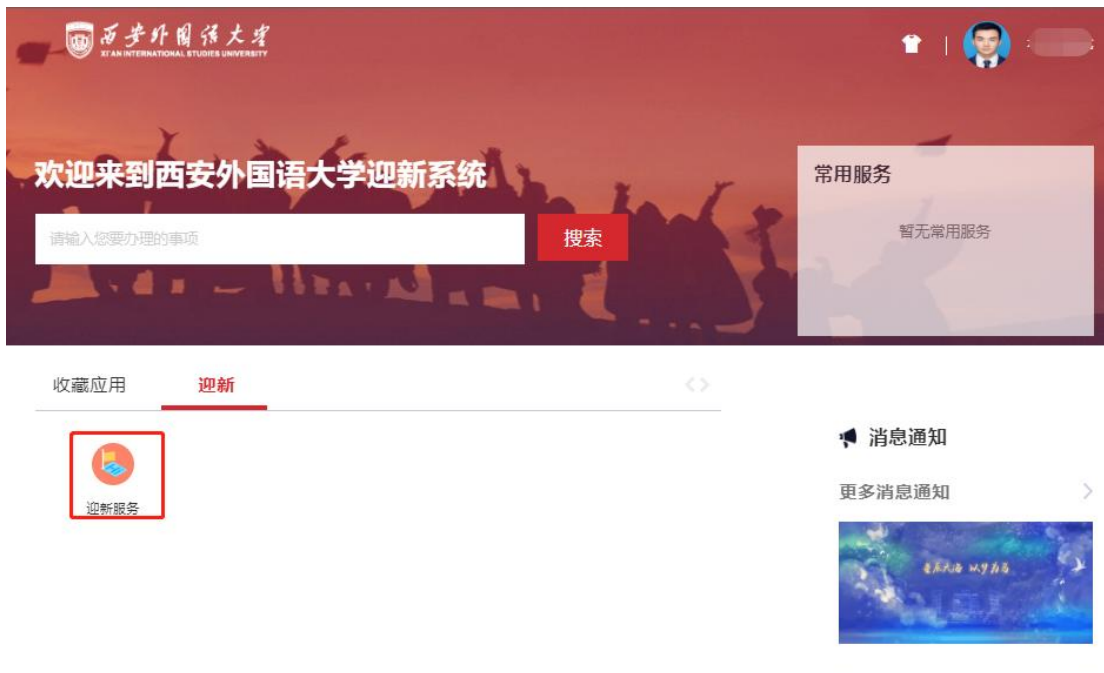 西安外国语大学
XI'AN INTERNATIONAL STUDIES UNIVERSITY
欢迎来到西安外国语大学迎新系统
请输入您要办理的事项
搜索
常用服务
暂无常用服务
收藏应用
迎新
迎新服务
消息通知
更多消息通知